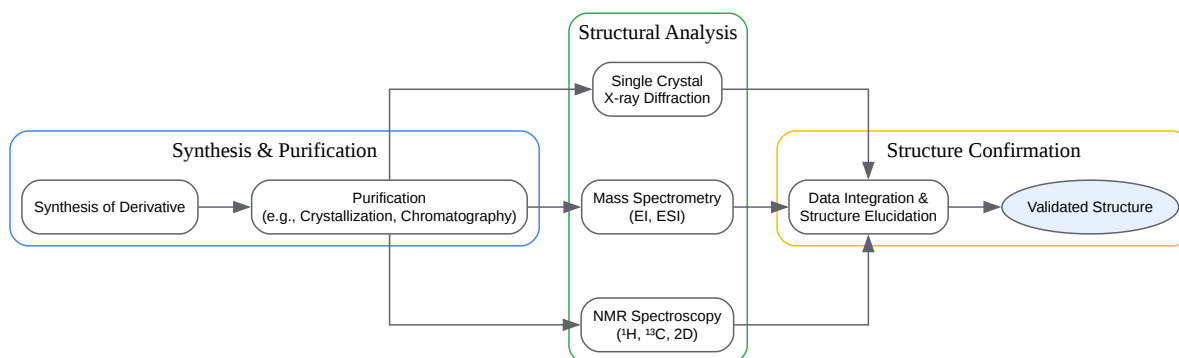 Structural Analysis
Single Crystal
X-ray Diffraction
Synthesis & Purification
Structure Confirmation
Synthesis of Derivative
Purification
(e.g., Crystallization, Chromatography)
Mass Spectrometry
(EI, ESI)
Data Integration &
Structure Elucidation
Validated Structure
NMR Spectroscopy
(¹H, ¹³C, 2D)